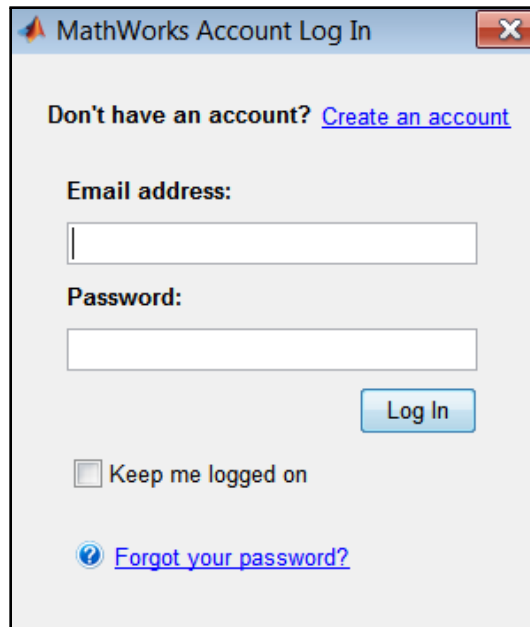 MathWorks Account Log In
Don't have an account? Create an account
Email address:
Password:
Log In
Keep me logged on
Forgot your password?